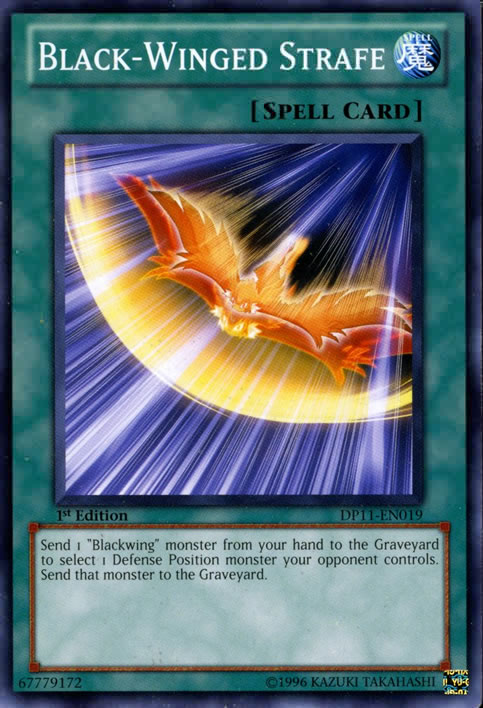 BLACK-WINGED STRAFE
SPELL
魔
[SPELL CARD]
1st Edition
DP11-EN019
Send 1 "Blackwing" monster from your hand to the Graveyard
to select 1 Defense Position monster your opponent controls.
Send that monster to the Graveyard.
67779172
©1996 KAZUKI TAKAHASHI